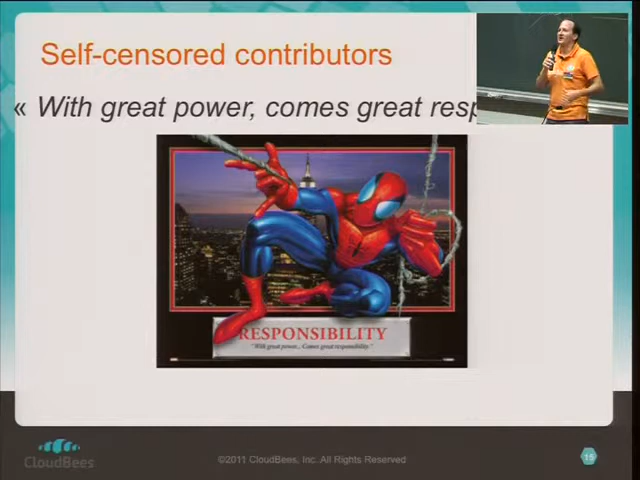 Self-censored contributors
« With great power, comes great resp
RESPONSIBILITY
"With great power... Comes great responsibility."
CloudBees
©2011 CloudBees, Inc. All Rights Reserved
15